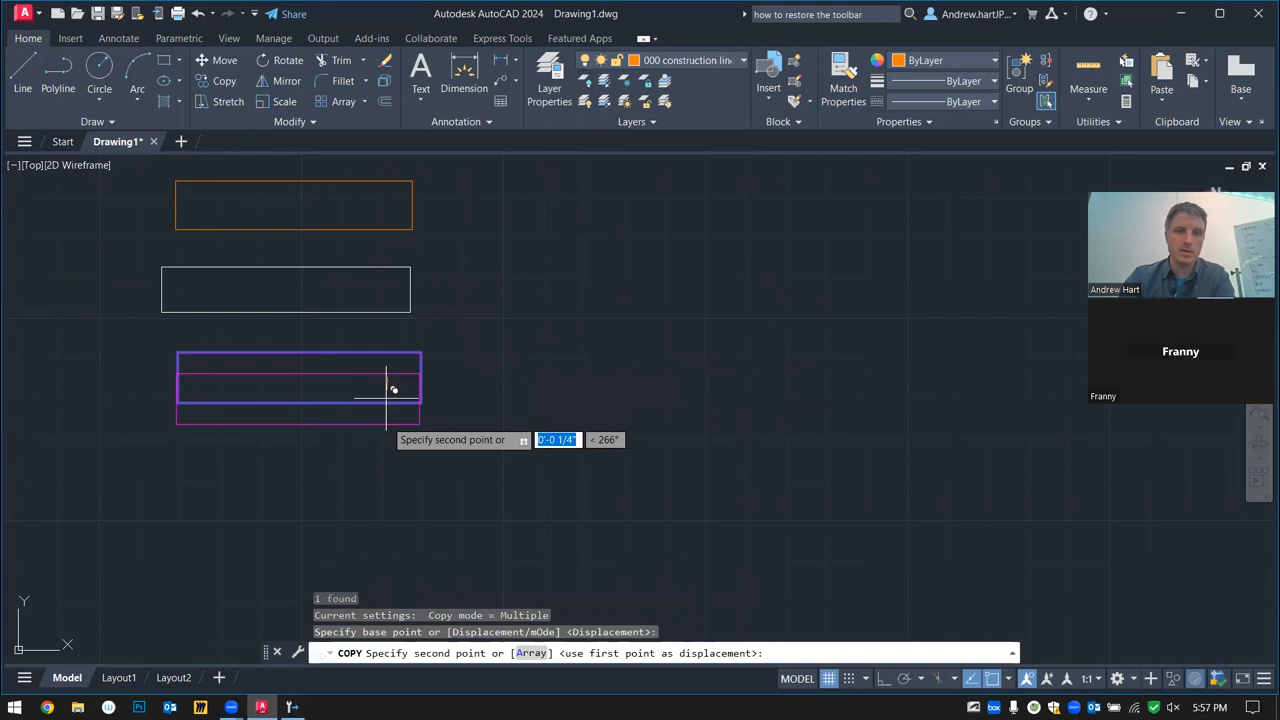 Share
Autodesk AutoCAD 2024 Drawing1.dwg
how to restore the toolbar
Andrew.hartJP...
Home Insert Annotate Parametric View Manage Output Add-ins Collaborate Express Tools Featured Apps
Line Polyline Circle Arc
Move Rotate Trim
Copy Mirror Fillet
Stretch Scale Array
Text Dimension
Layer Properties
000 construction line
Insert
Match Properties
ByLayer
ByLayer
ByLayer
Group Measure Paste Base
Draw Modify Annotation Layers Block Properties Groups Utilities Clipboard View
Start Drawing1*
[−][Top][2D Wireframe]
Andrew Hart
Franny
Franny
Specify second point or 0'-0 1/4" < 266°
1 found
Current settings: Copy mode = Multiple
Specify base point or [Displacement/mOde] <Displacement>:
COPY Specify second point or [Array] <use first point as displacement>:
Y
X
Model Layout1 Layout2
MODEL 1:1
5:57 PM